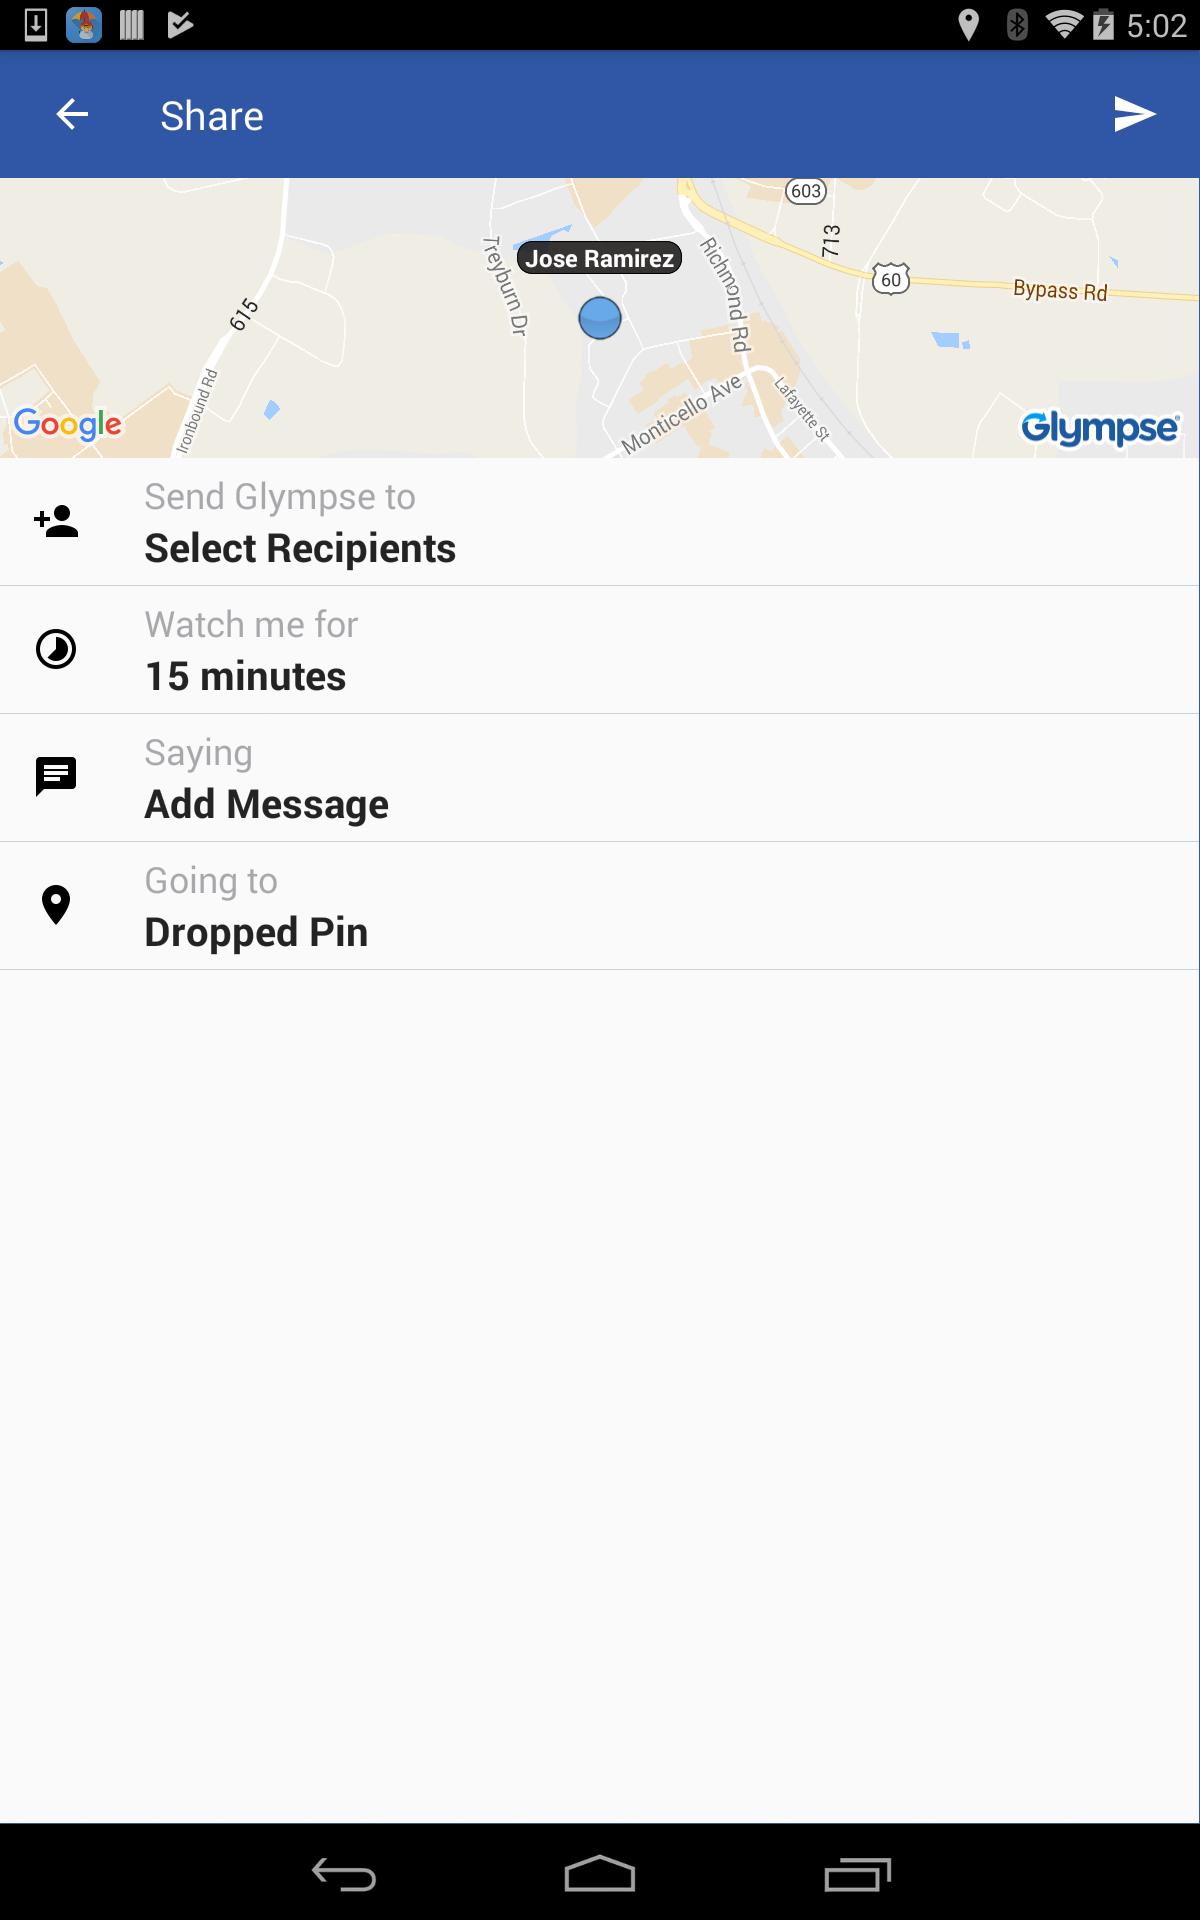 5:02
Share
603
713
Jose Ramirez
Treyburn Dr
Richmond Rd
60
Bypass Rd
615
Ironbound Rd
Monticello Ave
Lafayette St
Google
Glympse
Send Glympse to
Select Recipients
Watch me for
15 minutes
Saying
Add Message
Going to
Dropped Pin